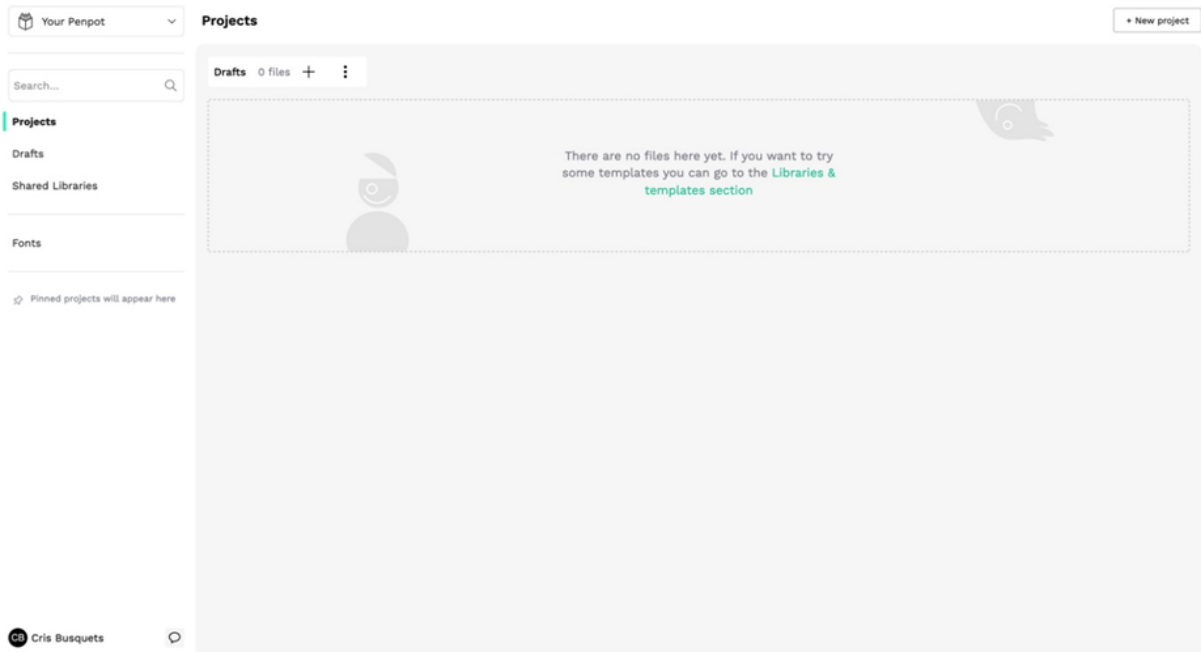 Your Penpot
Projects
+ New project
Search...
Projects
Drafts
Shared Libraries
Fonts
Pinned projects will appear here
Drafts 0 files
There are no files here yet. If you want to try
some templates you can go to the Libraries &
templates section
CB Cris Busquets